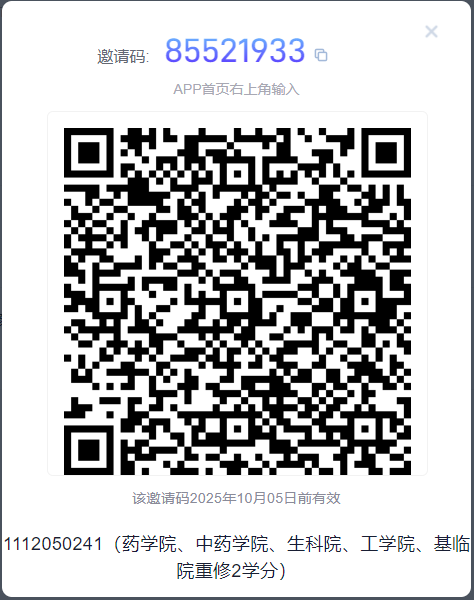 邀请码: 85521933
APP首页右上角输入
该邀请码2025年10月05日前有效
1112050241（药学院、中药学院、生科院、工学院、基临
院重修2学分）